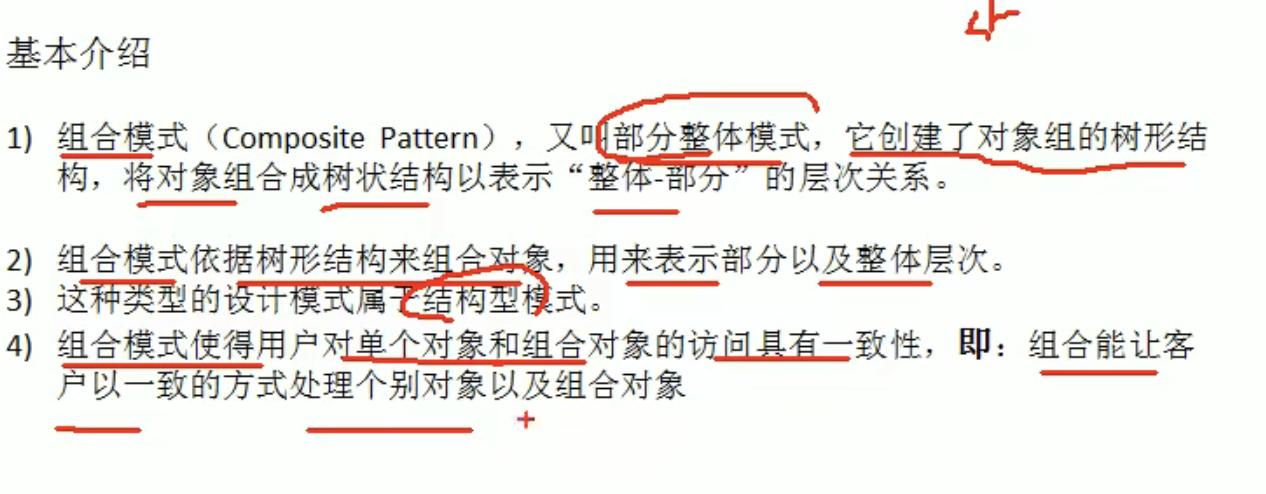 基本介绍
1) 组合模式（Composite Pattern），又叫部分整体模式，它创建了对象组的树形结
构，将对象组合成树状结构以表示“整体-部分”的层次关系。
2) 组合模式依据树形结构来组合对象，用来表示部分以及整体层次。
3) 这种类型的设计模式属于结构型模式。
4) 组合模式使得用户对单个对象和组合对象的访问具有一致性，即：组合能让客
户以一致的方式处理个别对象以及组合对象